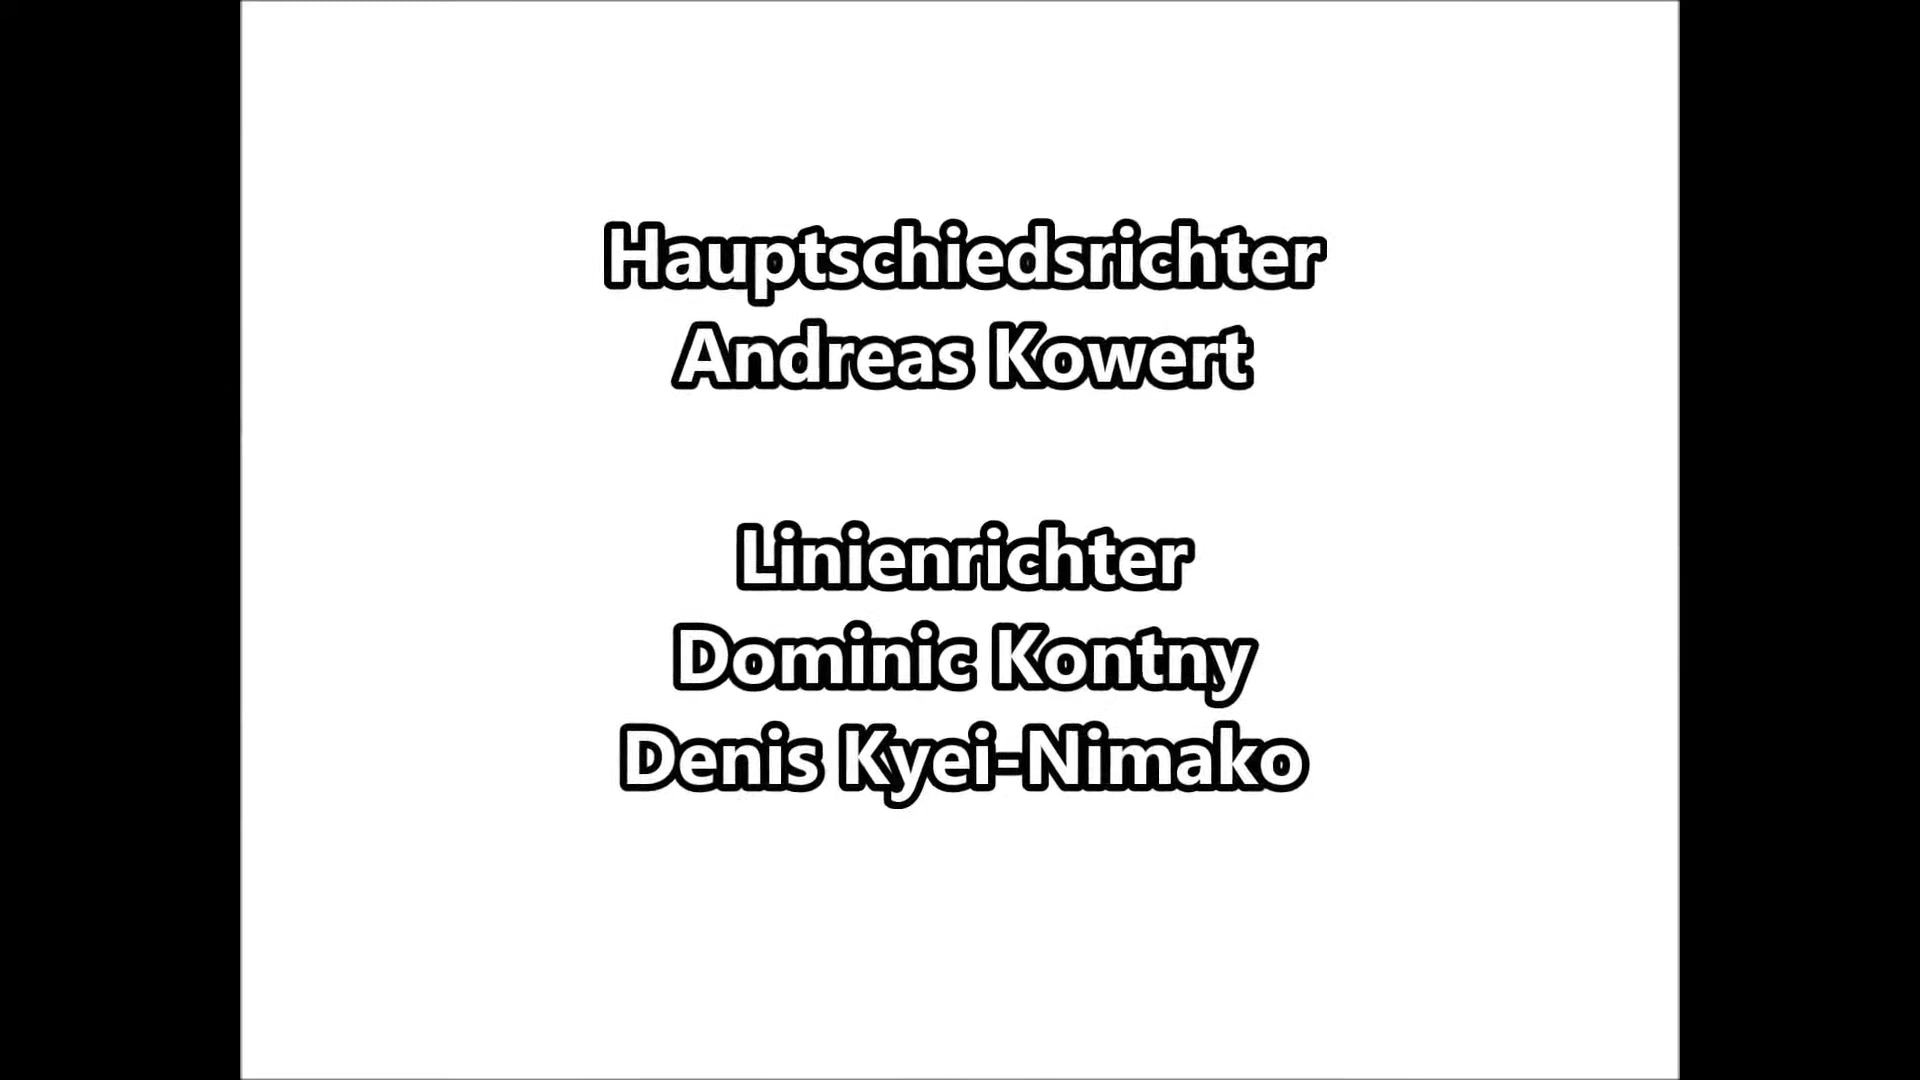 Hauptschiedsrichter
Andreas Kowert
Linienrichter
Dominic Kontny
Denis Kyei-Nimako